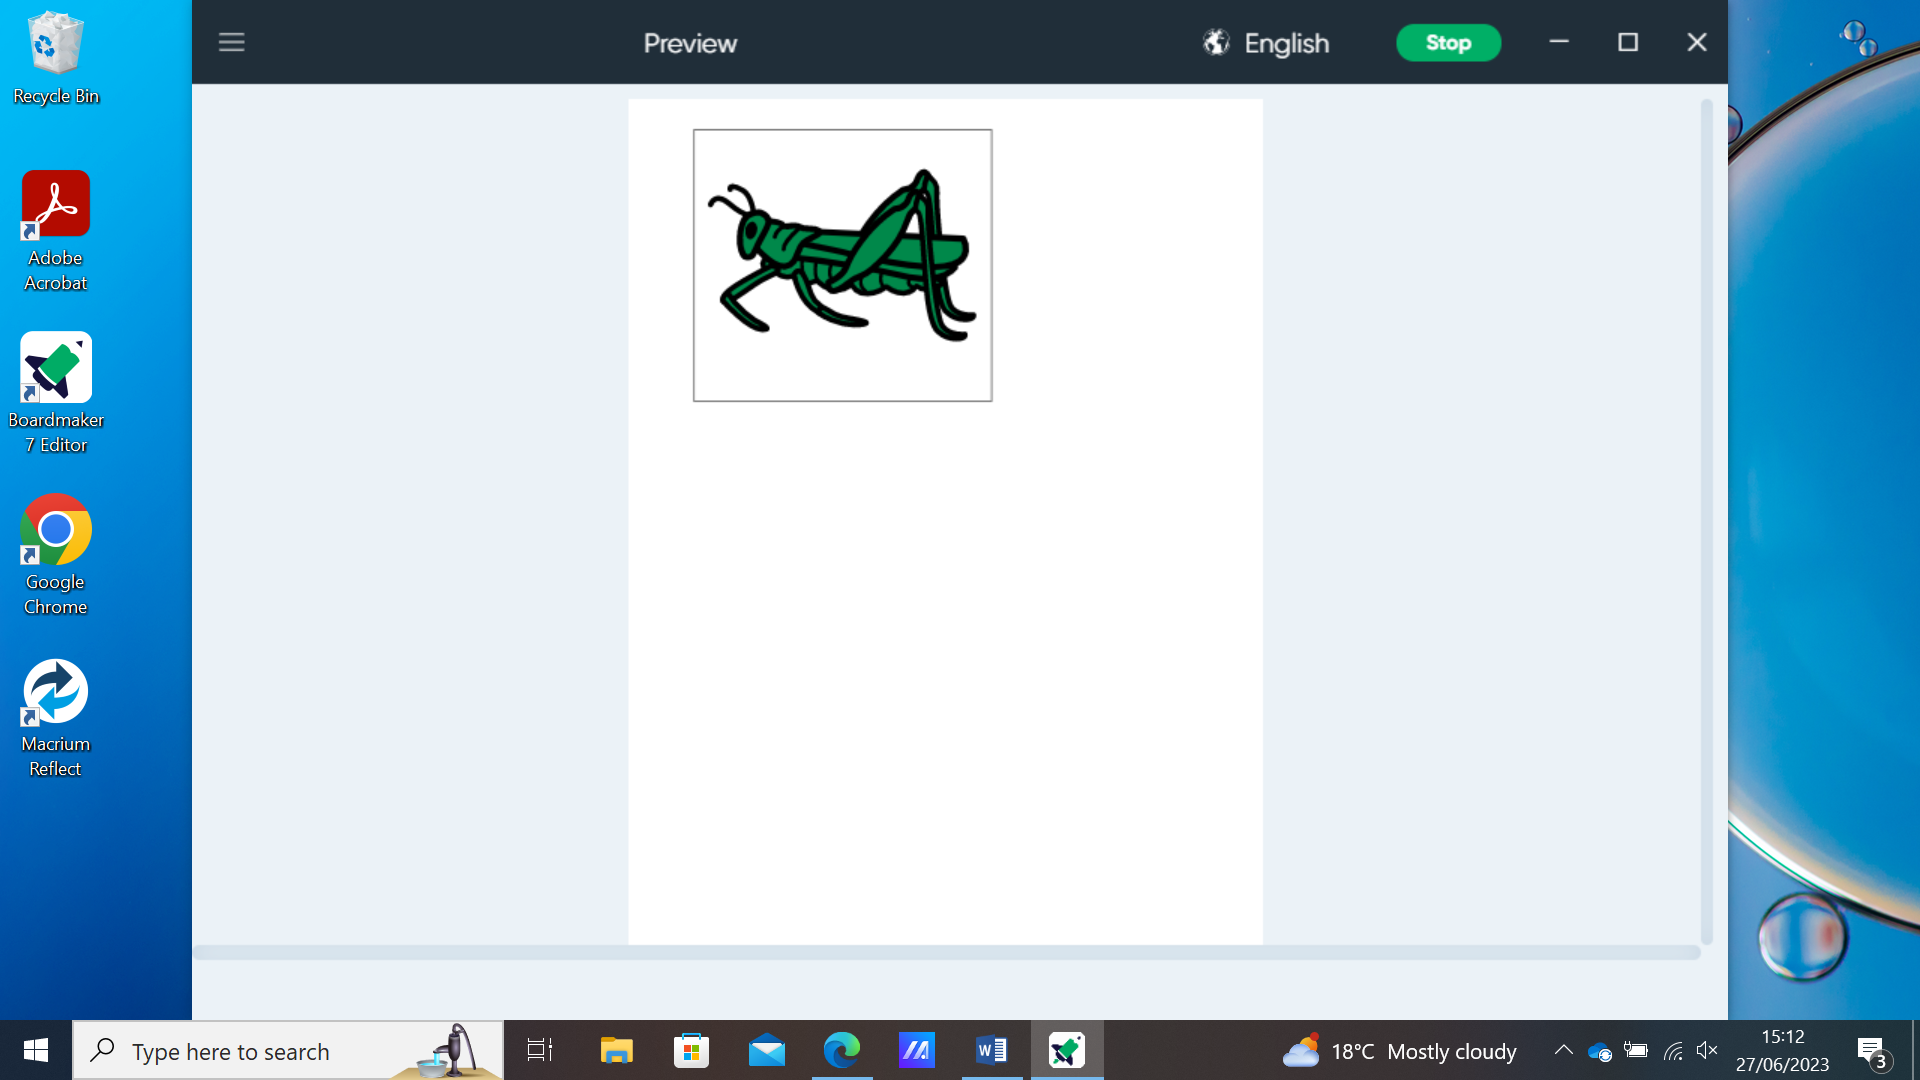 Recycle Bin
Adobe
Acrobat
Boardmaker
7 Editor
Google
Chrome
Macrium
Reflect
Preview
English
Stop
Type here to search
W
18°C Mostly cloudy
15:12
27/06/2023
3